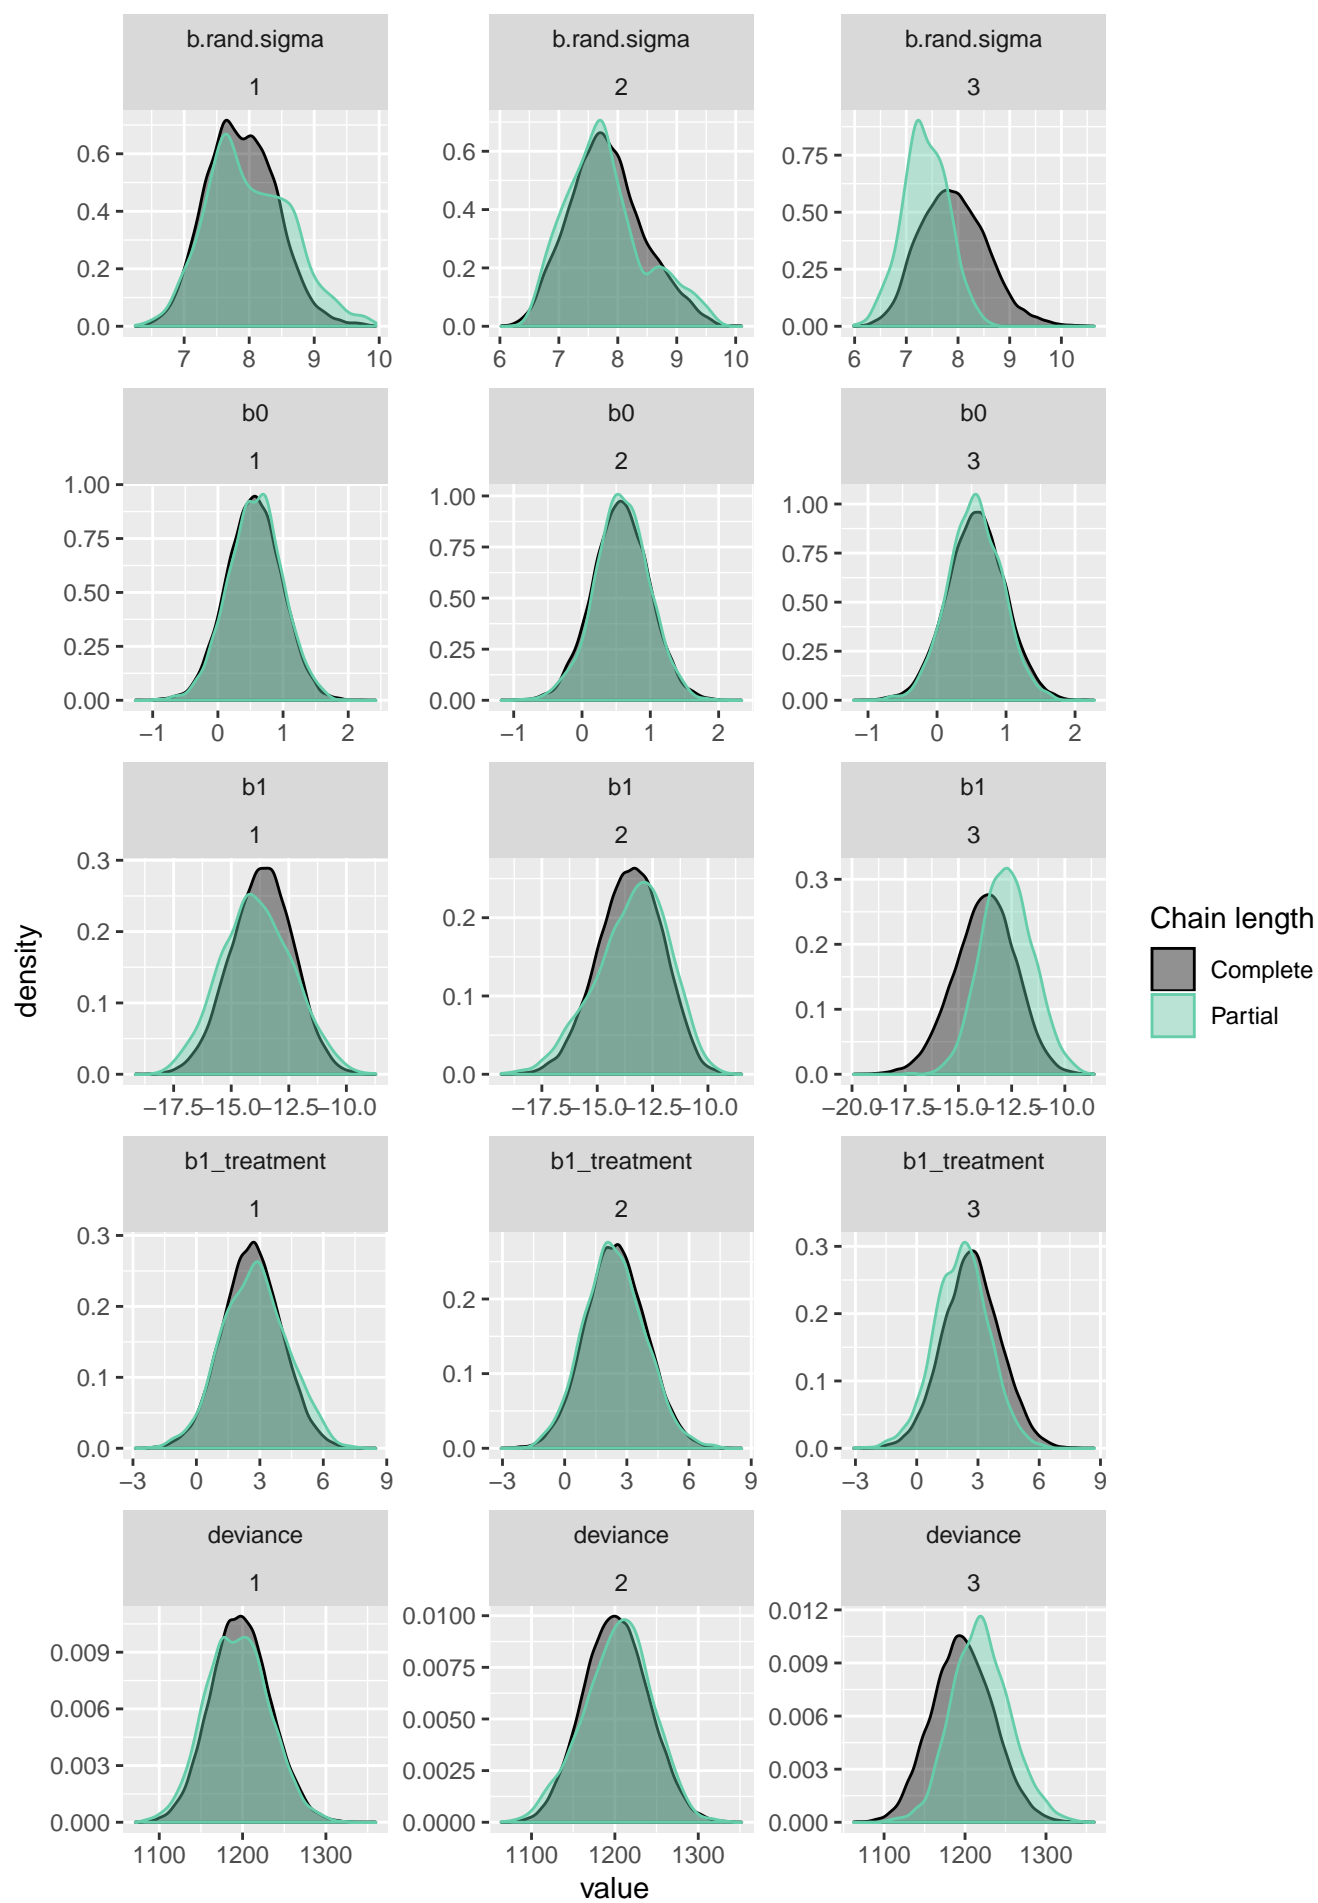 b.rand.sigma b.rand.sigma b.rand.sigma
1 2 3
0.6
0.4
0.2
0.0
7 8 9 10
0.6
0.4
0.2
0.0
6 7 8 9 10
0.75
0.50
0.25
0.00
6 7 8 9 10
b0 b0 b0
1 2 3
1.00
0.75
0.50
0.25
0.00
−1 0 1 2
1.00
0.75
0.50
0.25
0.00
−1 0 1 2
1.00
0.75
0.50
0.25
0.00
−1 0 1 2
b1 b1 b1
1 2 3
0.3
0.2
0.1
0.0
−17.5 −15.0 −12.5 −10.0
0.2
0.1
0.0
−17.5 −15.0 −12.5 −10.0
0.3
0.2
0.1
0.0
−20.0 −17.5 −15.0 −12.5 −10.0
b1_treatment b1_treatment b1_treatment
1 2 3
0.3
0.2
0.1
0.0
−3 0 3 6 9
0.2
0.1
0.0
−3 0 3 6 9
0.3
0.2
0.1
0.0
−3 0 3 6 9
deviance deviance deviance
1 2 3
0.009
0.006
0.003
0.000
1100 1200 1300
0.0100
0.0075
0.0050
0.0025
0.0000
1100 1200 1300
0.012
0.009
0.006
0.003
0.000
1100 1200 1300
value
density
Chain length
Complete
Partial